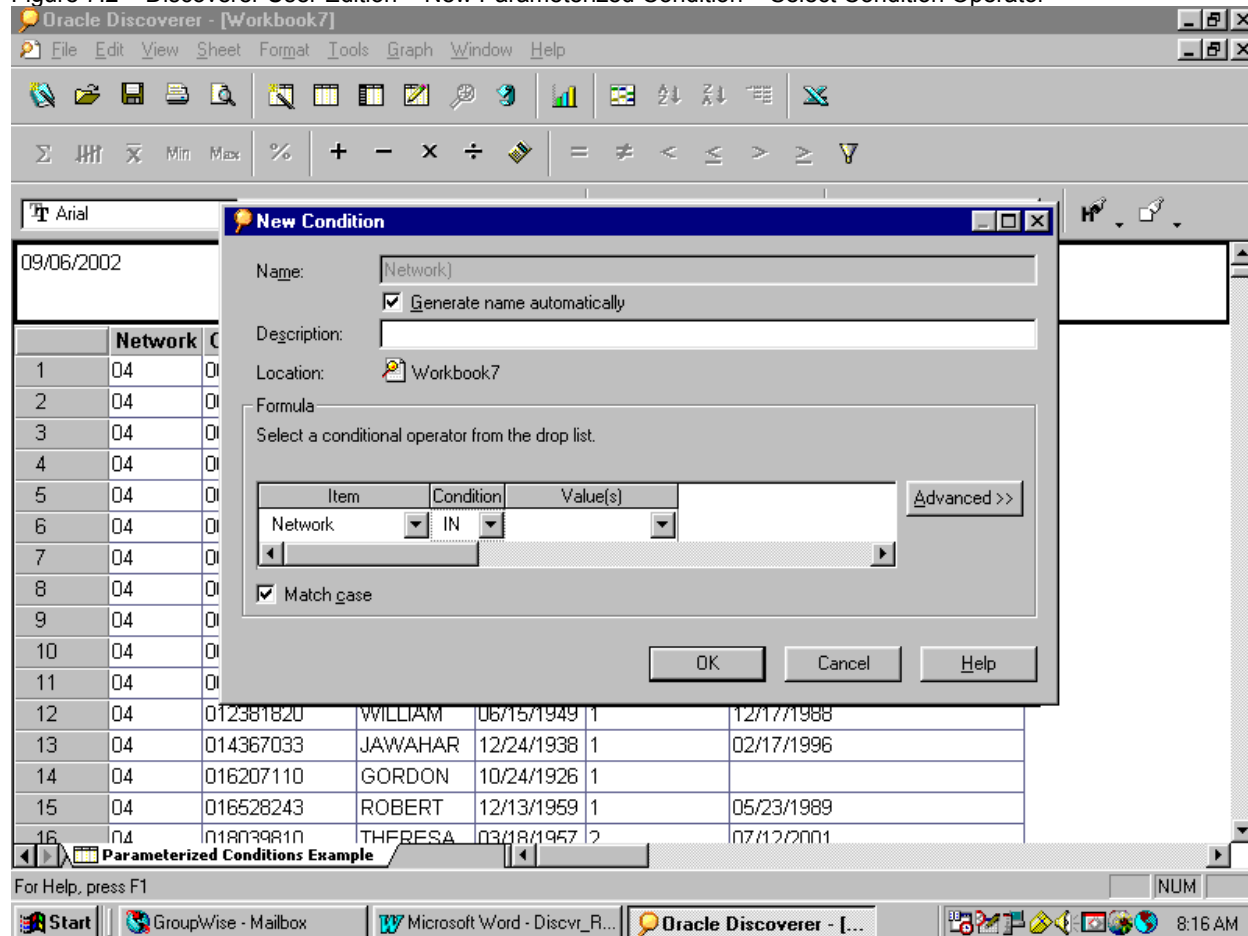 Figure 7.2 – Discoverer User Edition – New Parameterized Condition – Select Condition Operator
Oracle Discoverer - [Workbook7]
File Edit View Sheet Format Tools Graph Window Help
Σ X Min Max % + − × ÷ = ≠ < ≤ > ≥
Arial
New Condition
09/06/2002
Name: Network)
Generate name automatically
Description:
Location: Workbook7
Formula
Select a conditional operator from the drop list.
Item Condition Value(s)
Network IN
Advanced >>
Match case
OK Cancel Help
Network
1 04
2 04
3 04
4 04
5 04
6 04
7 04
8 04
9 04
10 04
11 04
12 04 012381820 WILLIAM 06/15/1949 1 12/17/1988
13 04 014367033 JAWAHAR 12/24/1938 1 02/17/1996
14 04 016207110 GORDON 10/24/1926 1
15 04 016528243 ROBERT 12/13/1959 1 05/23/1989
16 04 018039810 THERESA 03/18/1957 2 07/12/2001
Parameterized Conditions Example
For Help, press F1 NUM
Start GroupWise - Mailbox Microsoft Word - Discvr_R... Oracle Discoverer - [... 8:16 AM